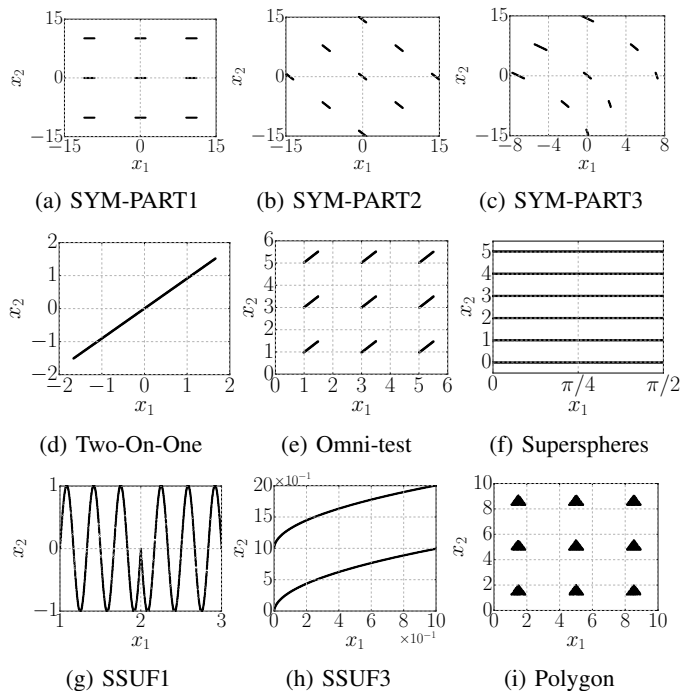 15
0
−15
x2
−15
0
15
x1
(a) SYM-PART1
15
0
−15
x2
−15
0
15
x1
(b) SYM-PART2
15
0
−15
x2
−8
−4
0
4
8
x1
(c) SYM-PART3
2
1
0
−1
−2
x2
−2
−1
0
1
2
x1
(d) Two-On-One
6
5
4
3
2
1
0
x2
0
1
2
3
4
5
6
x1
(e) Omni-test
5
4
3
2
1
0
x2
0
π/4
π/2
x1
(f) Superspheres
1
0
−1
x2
1
2
3
x1
(g) SSUF1
×10−1
20
15
10
5
0
x2
0
2
4
6
8
10
x1
×10−1
(h) SSUF3
10
8
6
4
2
0
x2
0
2
4
6
8
10
x1
(i) Polygon